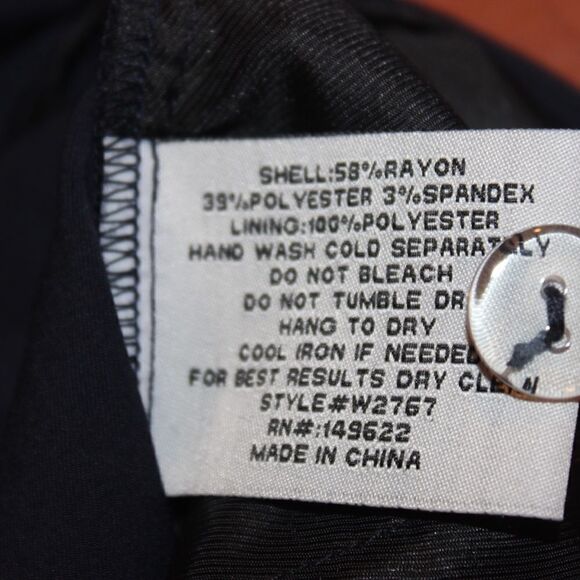 SHELL:58%RAYON
39%POLYESTER 3%SPANDEX
LINING:100%POLYESTER
HAND WASH COLD SEPARATELY
DO NOT BLEACH
DO NOT TUMBLE DR
HANG TO DRY
COOL IRON IF NEEDED
FOR BEST RESULTS DRY CLEAN
STYLE#W2767
RN#:149622
MADE IN CHINA